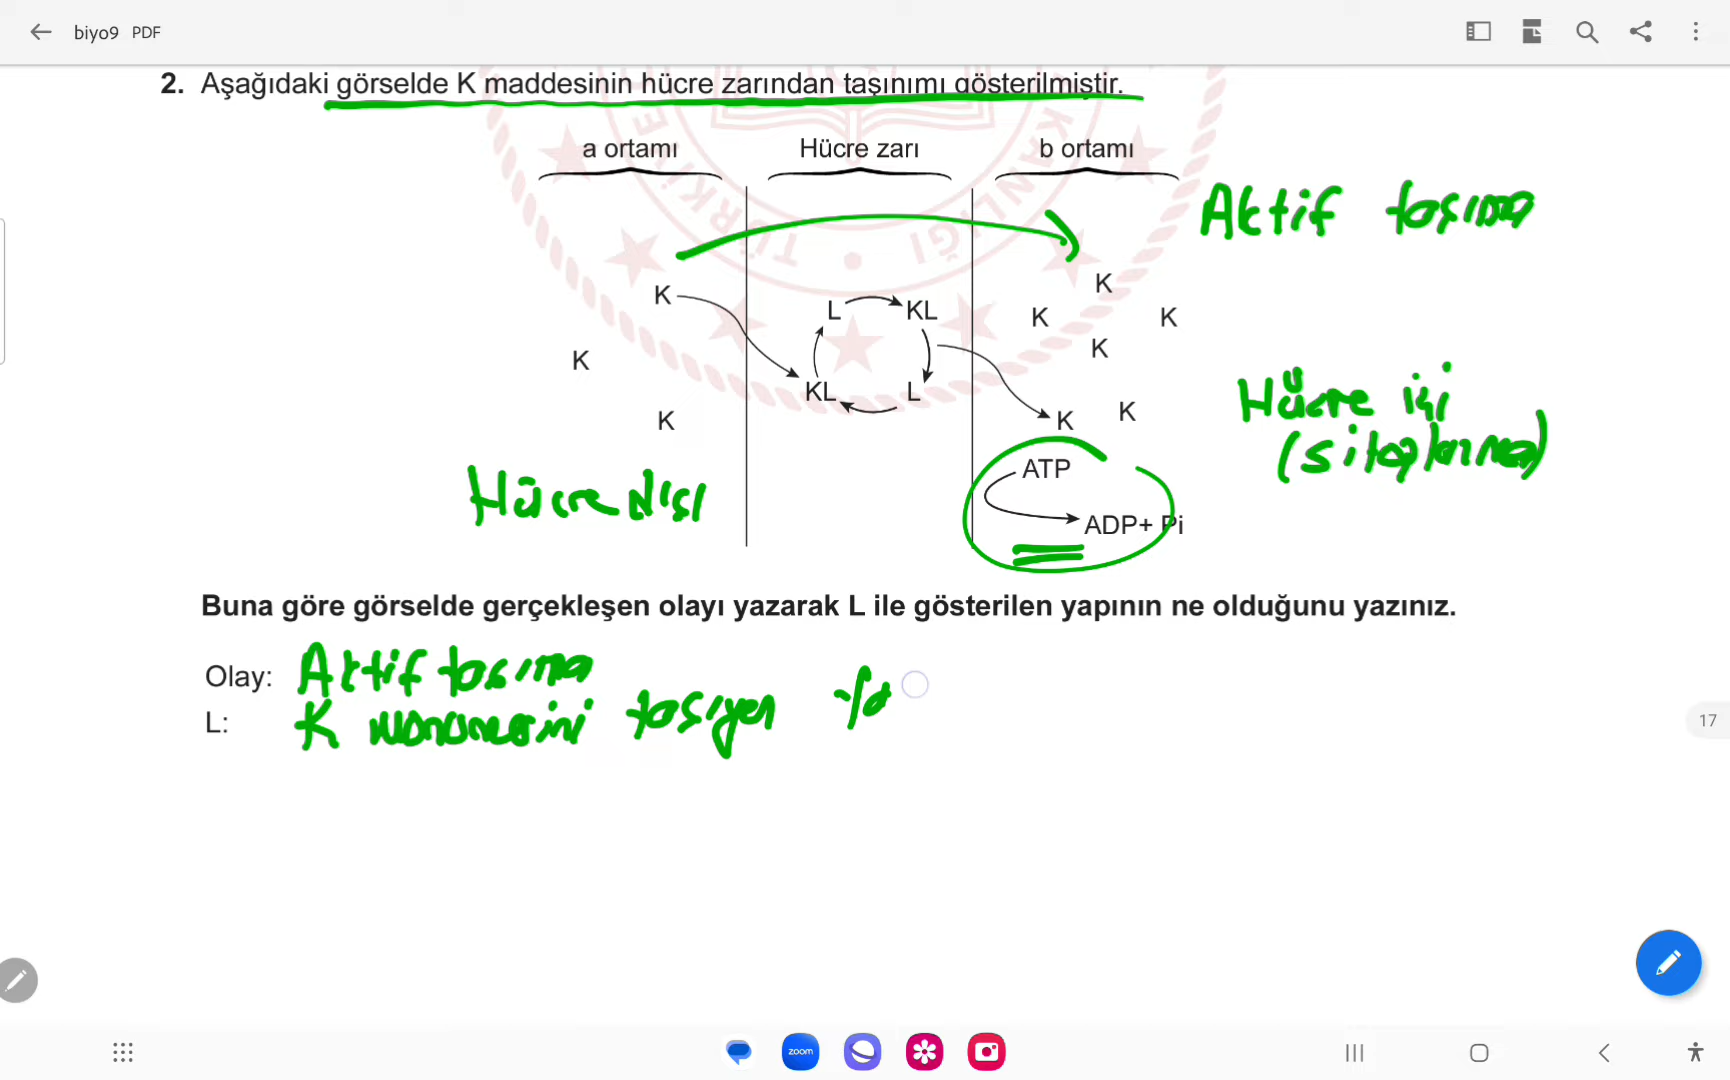 biyo9 PDF
2. Aşağıdaki görselde K maddesinin hücre zarından taşınımı gösterilmiştir.
a ortamı Hücre zarı b ortamı
Aktif taşıma
K
K
K
L KL
KL L
K
K K
K
K K
Hücre dışı
Hücre içi
(sitoplazma)
ATP
ADP+ Pi
Buna göre görselde gerçekleşen olayı yazarak L ile gösterilen yapının ne olduğunu yazınız.
Olay: Aktif taşıma
L: K taşıyan
17
TÜRKİYE
zoom